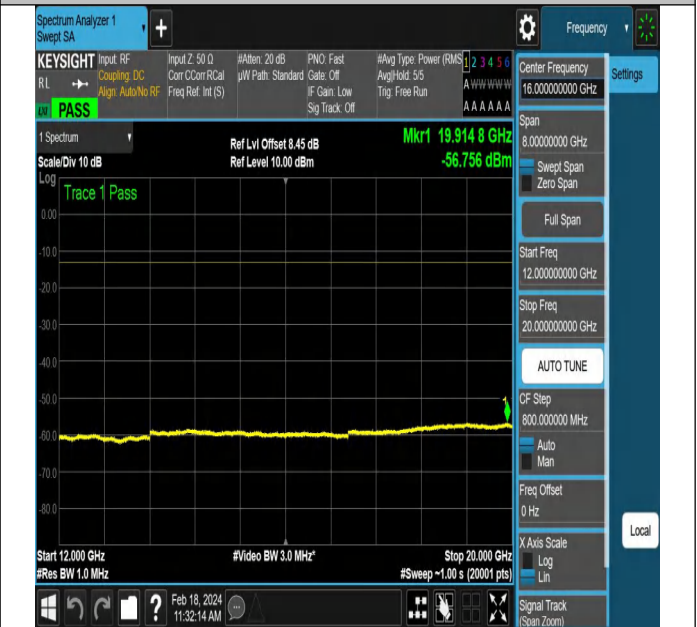 Spectrum Analyzer 1
Swept SA
+
Frequency
KEYSIGHT
RL
PASS
Input: RF
Coupling: DC
Align: Auto/No RF
Input Z: 50 Ω
Corr CCorr RCal
Freq Ref: Int (S)
#Atten: 20 dB
µW Path: Standard
PNO: Fast
Gate: Off
IF Gain: Low
Sig Track: Off
#Avg Type: Power (RMS
Avg|Hold: 5/5
Trig: Free Run
1 2 3 4 5 6
A W W W W W
A A A A A A
Center Frequency
16.000000000 GHz
Settings
1 Spectrum
Scale/Div 10 dB
Ref Lvl Offset 8.45 dB
Ref Level 10.00 dBm
Mkr1 19.914 8 GHz
-56.756 dBm
Log
Trace 1 Pass
0.00
-10.0
-20.0
-30.0
-40.0
-50.0
-60.0
-70.0
-80.0
1
Span
8.00000000 GHz
Swept Span
Zero Span
Full Span
Start Freq
12.000000000 GHz
Stop Freq
20.000000000 GHz
AUTO TUNE
CF Step
800.000000 MHz
Auto
Man
Freq Offset
0 Hz
X Axis Scale
Log
Lin
Signal Track
(Span Zoom)
Local
Start 12.000 GHz
#Res BW 1.0 MHz
#Video BW 3.0 MHz*
Stop 20.000 GHz
#Sweep ~1.00 s (20001 pts)
?
Feb 18, 2024
11:32:14 AM